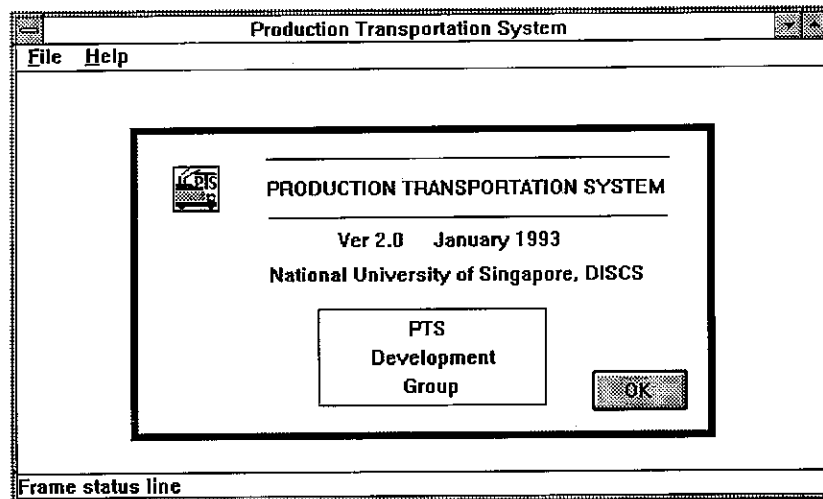 Production Transportation System
File Help
PTS
PRODUCTION TRANSPORTATION SYSTEM
Ver 2.0 January 1993
National University of Singapore, DISCS
PTS
Development
Group
OK
Frame status line